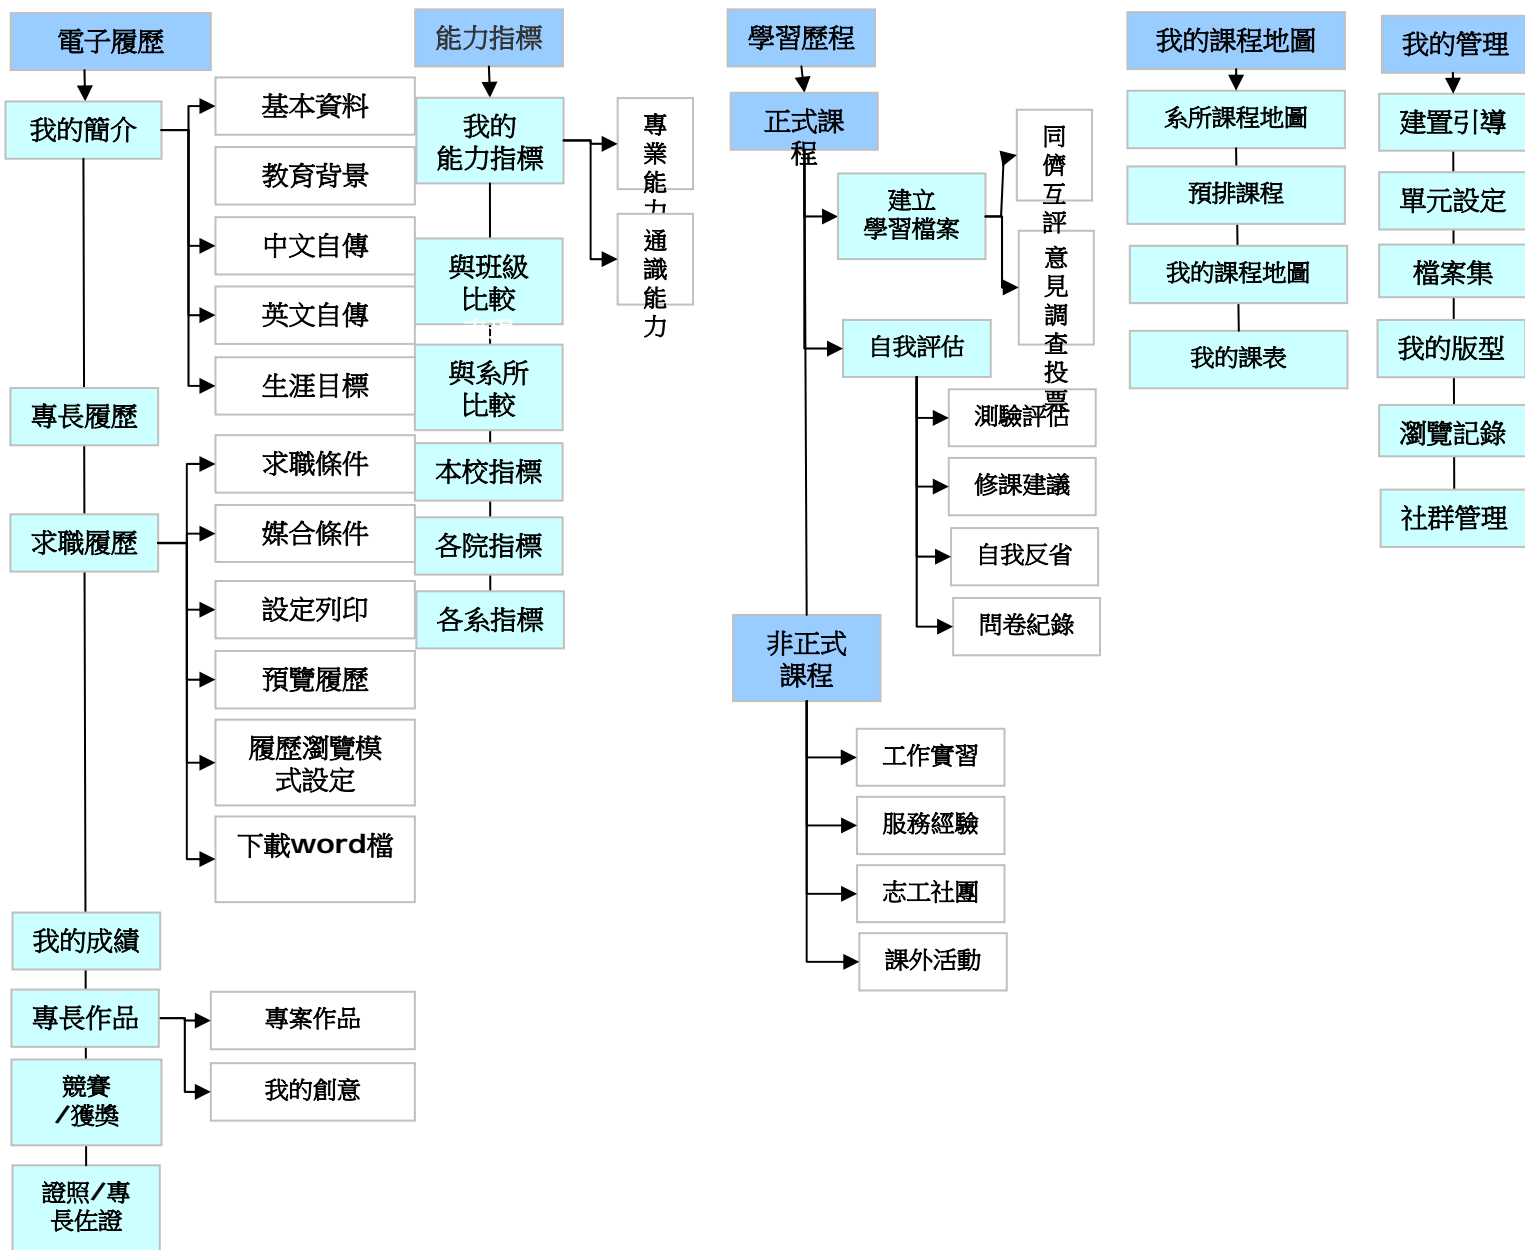 電子履歷
我的簡介
基本資料
教育背景
中文自傳
英文自傳
生涯目標
專長履歷
求職履歷
求職條件
媒合條件
設定列印
預覽履歷
履歷瀏覽模
式設定
下載word檔
我的成績
專長作品
專案作品
我的創意
競賽
/獲獎
證照/專
長佐證
能力指標
我的
能力指標
專
業
能
力
通
識
能
力
與班級
比較
與系所
比較
本校指標
各院指標
各系指標
學習歷程
正式課
程
建立
學習檔案
同
儕
互
評
意
見
調
查
投
票
自我評估
測驗評估
修課建議
自我反省
問卷紀錄
非正式
課程
工作實習
服務經驗
志工社團
課外活動
我的課程地圖
系所課程地圖
預排課程
我的課程地圖
我的課表
我的管理
建置引導
單元設定
檔案集
我的版型
瀏覽記錄
社群管理